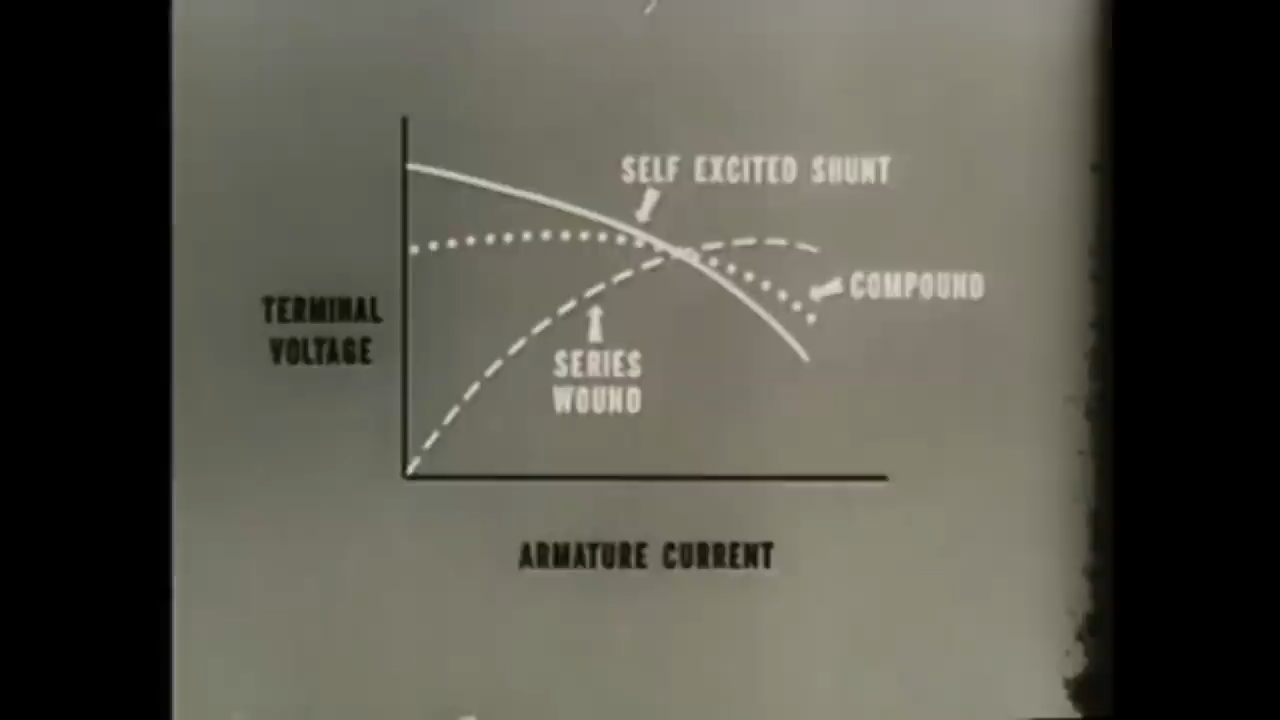 SELF EXCITED SHUNT
COMPOUND
TERMINAL
VOLTAGE
SERIES
WOUND
ARMATURE CURRENT